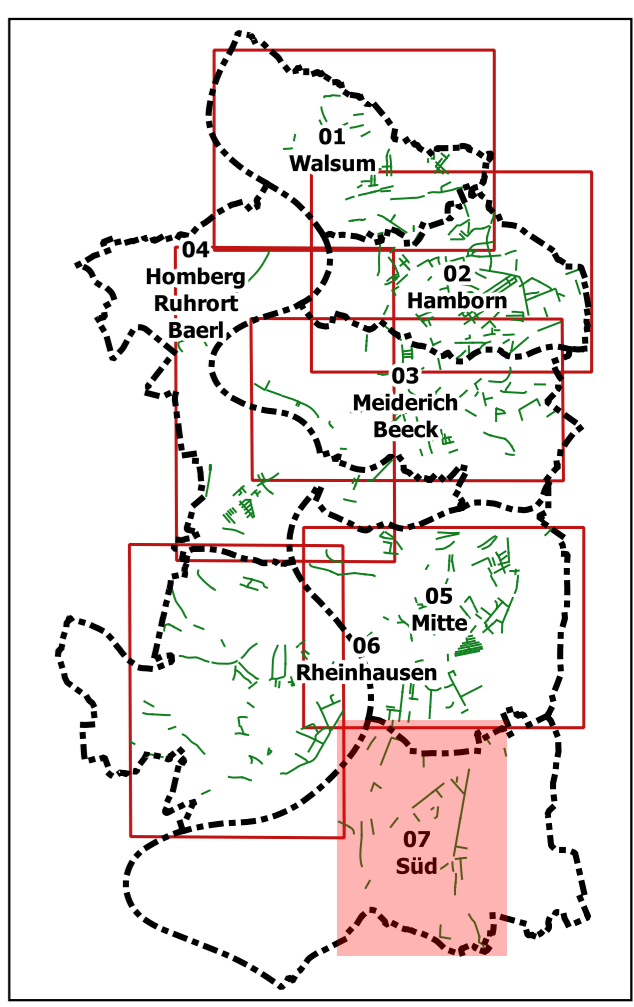 01
Walsum
04
Homberg
Ruhrort
Baerl
02
Hamborn
03
Meiderich
Beeck
05
Mitte
06
Rheinhausen
07
Süd